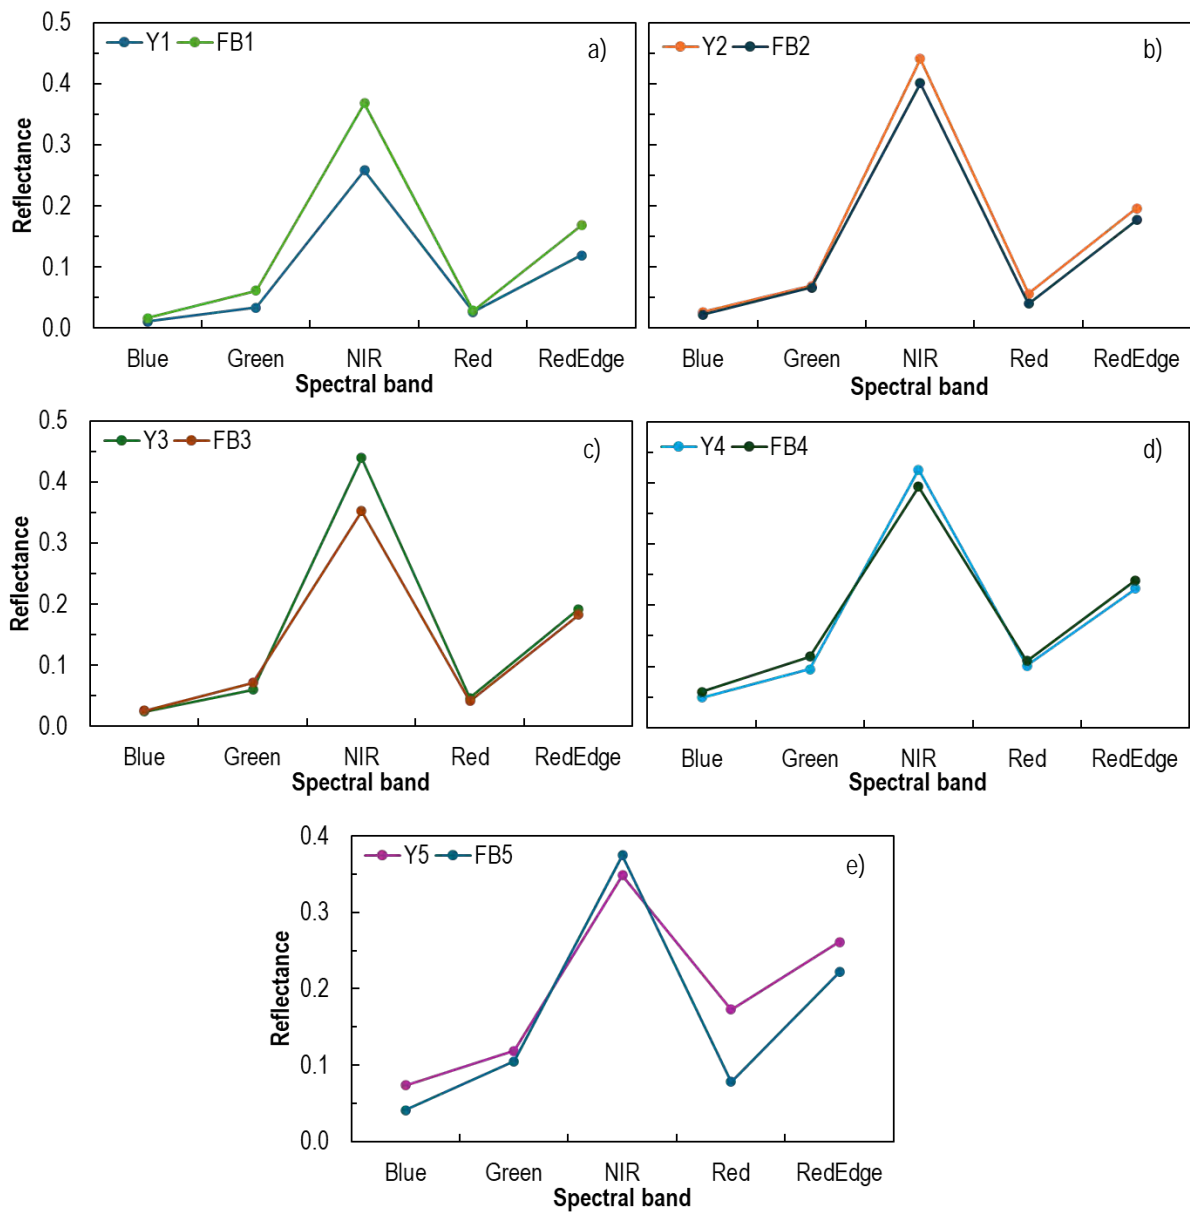 Y1 FB1 a)
0.5
0.4
0.3
0.2
0.1
0.0
Reflectance
Blue Green NIR Red RedEdge
Spectral band
Y2 FB2 b)
Blue Green NIR Red RedEdge
Spectral band
Y3 FB3 c)
0.5
0.4
0.3
0.2
0.1
0.0
Reflectance
Blue Green NIR Red RedEdge
Spectral band
Y4 FB4 d)
Blue Green NIR Red RedEdge
Spectral band
Y5 FB5 e)
0.4
0.3
0.2
0.1
0.0
Reflectance
Blue Green NIR Red RedEdge
Spectral band